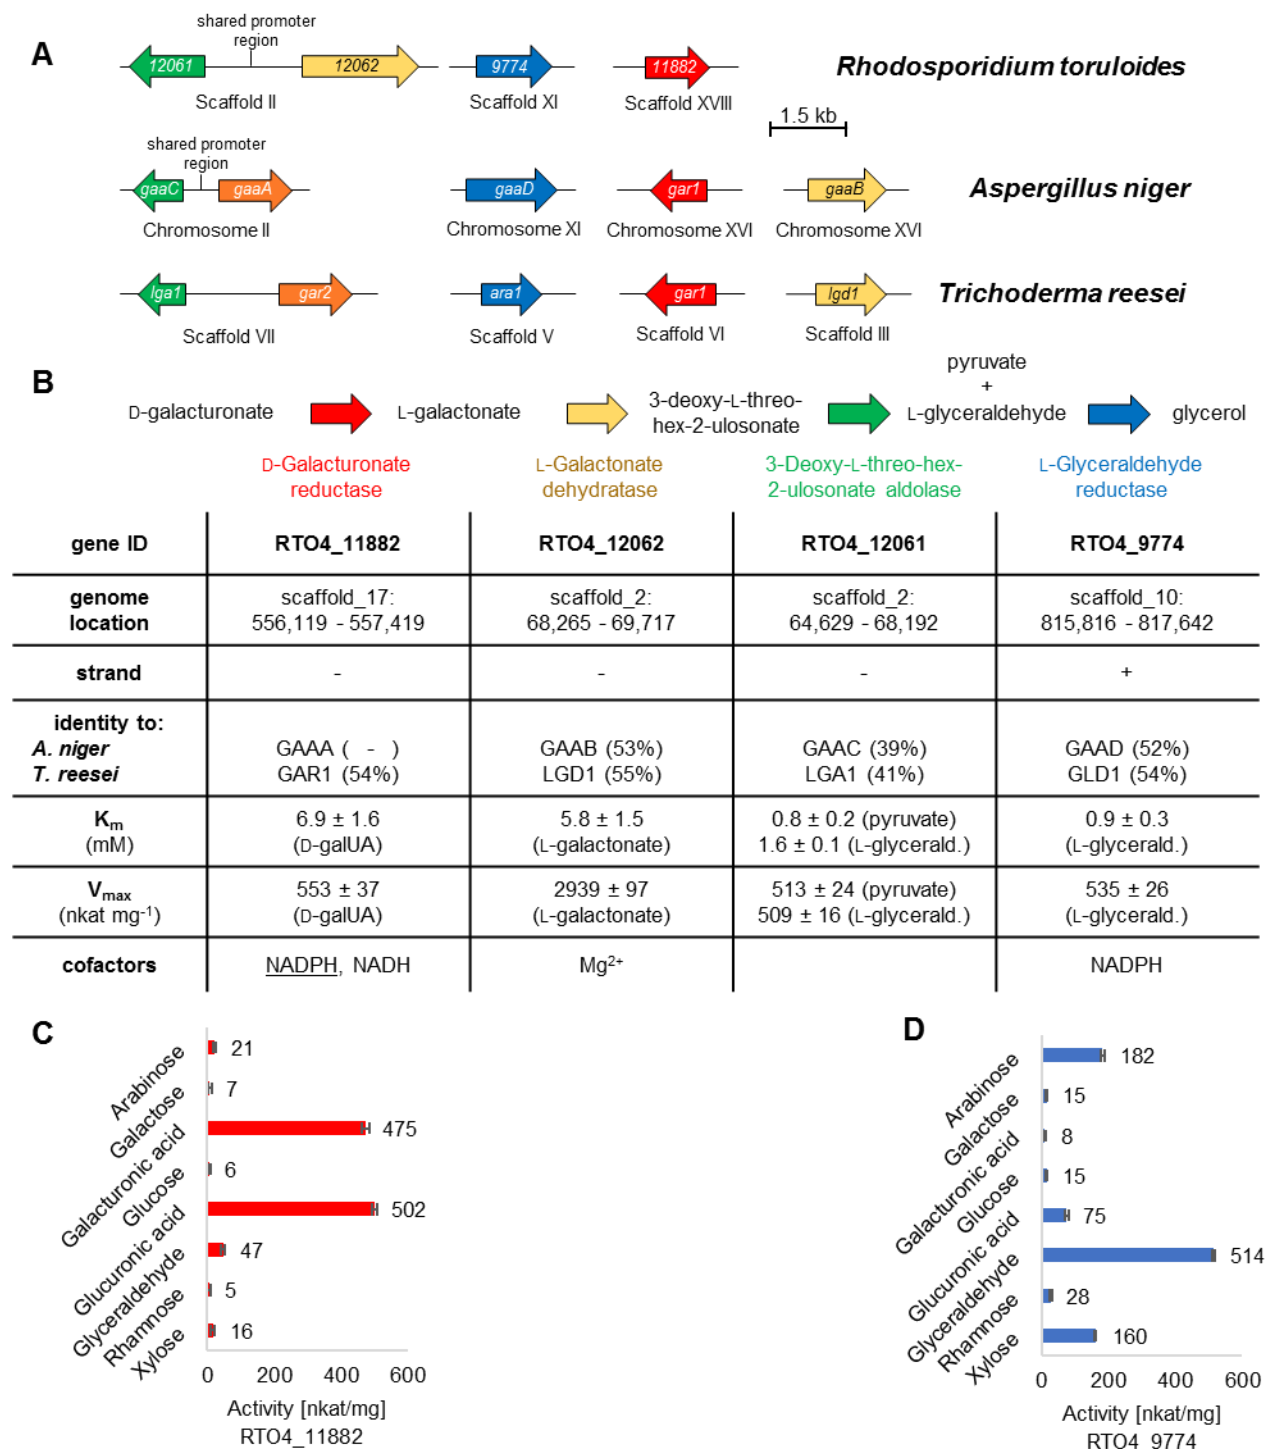 A
shared promoter
region
12061
12062
9774
11882
Rhodosporidium toruloides
Scaffold II
Scaffold XI
Scaffold XVIII
1.5 kb
shared promoter
region
gaaC
gaaA
gaaD
gar1
gaaB
Aspergillus niger
Chromosome II
Chromosome XI
Chromosome XVI
Chromosome XVI
lga1
gar2
ara1
gar1
lgd1
Trichoderma reesei
Scaffold VII
Scaffold V
Scaffold VI
Scaffold III
B
D-galacturonate
L-galactonate
3-deoxy-L-threo-
hex-2-ulosonate
pyruvate
+
L-glyceraldehyde
glycerol
D-Galacturonate
reductase
L-Galactonate
dehydratase
3-Deoxy-L-threo-hex-
2-ulosonate aldolase
L-Glyceraldehyde
reductase
gene ID
RTO4_11882
RTO4_12062
RTO4_12061
RTO4_9774
genome
location
scaffold_17:
556,119 - 557,419
scaffold_2:
68,265 - 69,717
scaffold_2:
64,629 - 68,192
scaffold_10:
815,816 - 817,642
strand
-
-
-
+
identity to:
A. niger
T. reesei
GAAA ( - )
GAR1 (54%)
GAAB (53%)
LGD1 (55%)
GAAC (39%)
LGA1 (41%)
GAAD (52%)
GLD1 (54%)
Km
(mM)
6.9 ± 1.6
(D-galUA)
5.8 ± 1.5
(L-galactonate)
0.8 ± 0.2 (pyruvate)
1.6 ± 0.1 (L-glycerald.)
0.9 ± 0.3
(L-glycerald.)
Vmax
(nkat mg-1)
553 ± 37
(D-galUA)
2939 ± 97
(L-galactonate)
513 ± 24 (pyruvate)
509 ± 16 (L-glycerald.)
535 ± 26
(L-glycerald.)
cofactors
NADPH, NADH
Mg2+
NADPH
C
Arabinose
21
Galactose
7
Galacturonic acid
475
Glucose
6
Glucuronic acid
502
Glyceraldehyde
47
Rhamnose
5
Xylose
16
0 200 400 600
Activity [nkat/mg]
RTO4_11882
D
Arabinose
182
Galactose
15
Galacturonic acid
8
Glucose
15
Glucuronic acid
75
Glyceraldehyde
514
Rhamnose
28
Xylose
160
0 200 400 600
Activity [nkat/mg]
RTO4_9774